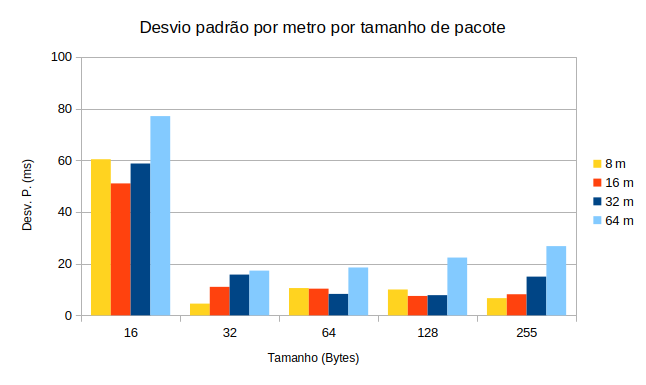 Desvio padrão por metro por tamanho de pacote
100
80
60
40
20
0
Desv. P. (ms)
16
32
64
128
255
Tamanho (Bytes)
8 m
16 m
32 m
64 m